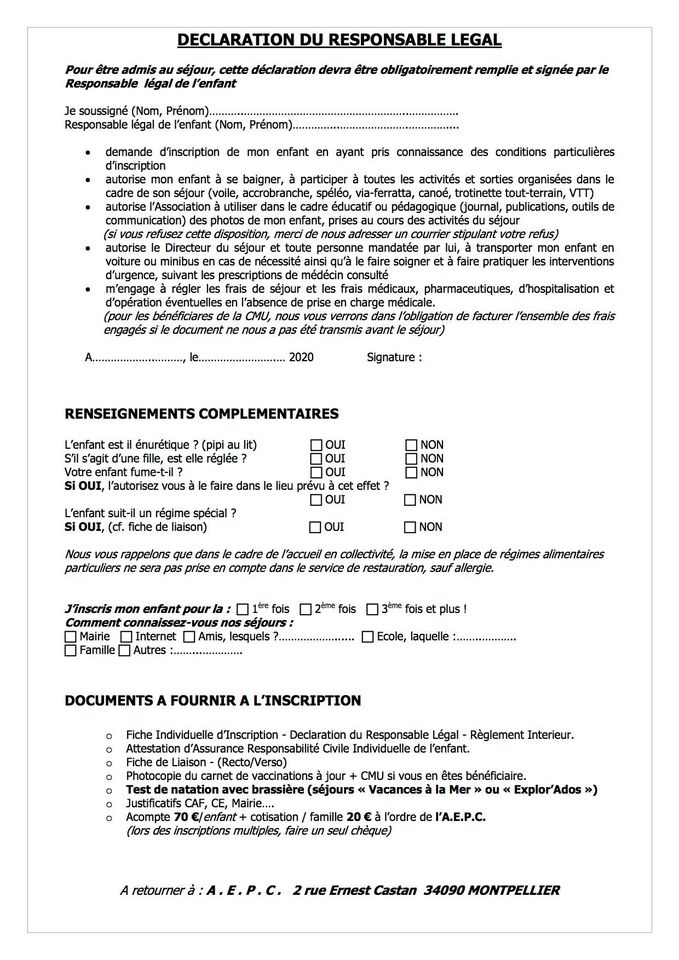 DECLARATION DU RESPONSABLE LEGAL
Pour être admis au séjour, cette déclaration devra être obligatoirement remplie et signée par le
Responsable légal de l'enfant
Je soussigné (Nom, Prénom)……………………………………………………………
Responsable légal de l'enfant (Nom, Prénom)………………………………………
• demande d'inscription de mon enfant en ayant pris connaissance des conditions particulières
d'inscription
• autorise mon enfant à se baigner, à participer à toutes les activités et sorties organisées dans le
cadre de son séjour (voile, accrobranche, spéléo, via-ferratta, canoé, trotinette tout-terrain, VTT)
• autorise l'Association à utiliser dans le cadre éducatif ou pédagogique (journal, publications, outils de
communication) des photos de mon enfant, prises au cours des activités du séjour
(si vous refusez cette disposition, merci de nous adresser un courrier stipulant votre refus)
• autorise le Directeur du séjour et toute personne mandatée par lui, à transporter mon enfant en
voiture ou minibus en cas de nécessité ainsi qu'à le faire soigner et à faire pratiquer les interventions
d'urgence, suivant les prescriptions de médécin consulté
• m'engage à régler les frais de séjour et les frais médicaux, pharmaceutiques, d'hospitalisation et
d'opération éventuelles en l'absence de prise en charge médicale.
(pour les bénéficiares de la CMU, nous vous verrons dans l'obligation de facturer l'ensemble des frais
engagés si le document ne nous a pas été transmis avant le séjour)
A……………………, le…………………… 2020 Signature :
RENSEIGNEMENTS COMPLEMENTAIRES
L'enfant est il énurétique ? (pipi au lit) ☐ OUI ☐ NON
S'il s'agit d'une fille, est elle réglée ? ☐ OUI ☐ NON
Votre enfant fume-t-il ? ☐ OUI ☐ NON
Si OUI, l'autorisez vous à le faire dans le lieu prévu à cet effet ?
☐ OUI ☐ NON
L'enfant suit-il un régime spécial ?
Si OUI, (cf. fiche de liaison) ☐ OUI ☐ NON
Nous vous rappelons que dans le cadre de l'accueil en collectivité, la mise en place de régimes alimentaires
particuliers ne sera pas prise en compte dans le service de restauration, sauf allergie.
J'inscris mon enfant pour la : ☐ 1ère fois ☐ 2ème fois ☐ 3ème fois et plus !
Comment connaissez-vous nos séjours :
☐ Mairie ☐ Internet ☐ Amis, lesquels ?………………… ☐ Ecole, laquelle :……………
☐ Famille ☐ Autres :………………
DOCUMENTS A FOURNIR A L'INSCRIPTION
o Fiche Individuelle d'Inscription - Declaration du Responsable Légal - Règlement Interieur.
o Attestation d'Assurance Responsabilité Civile Individuelle de l'enfant.
o Fiche de Liaison - (Recto/Verso)
o Photocopie du carnet de vaccinations à jour + CMU si vous en êtes bénéficiaire.
o Test de natation avec brassière (séjours « Vacances à la Mer » ou « Explor'Ados »)
o Justificatifs CAF, CE, Mairie….
o Acompte 70 €/enfant + cotisation / famille 20 € à l'ordre de l'A.E.P.C.
(lors des inscriptions multiples, faire un seul chèque)
A retourner à : A . E . P . C . 2 rue Ernest Castan 34090 MONTPELLIER